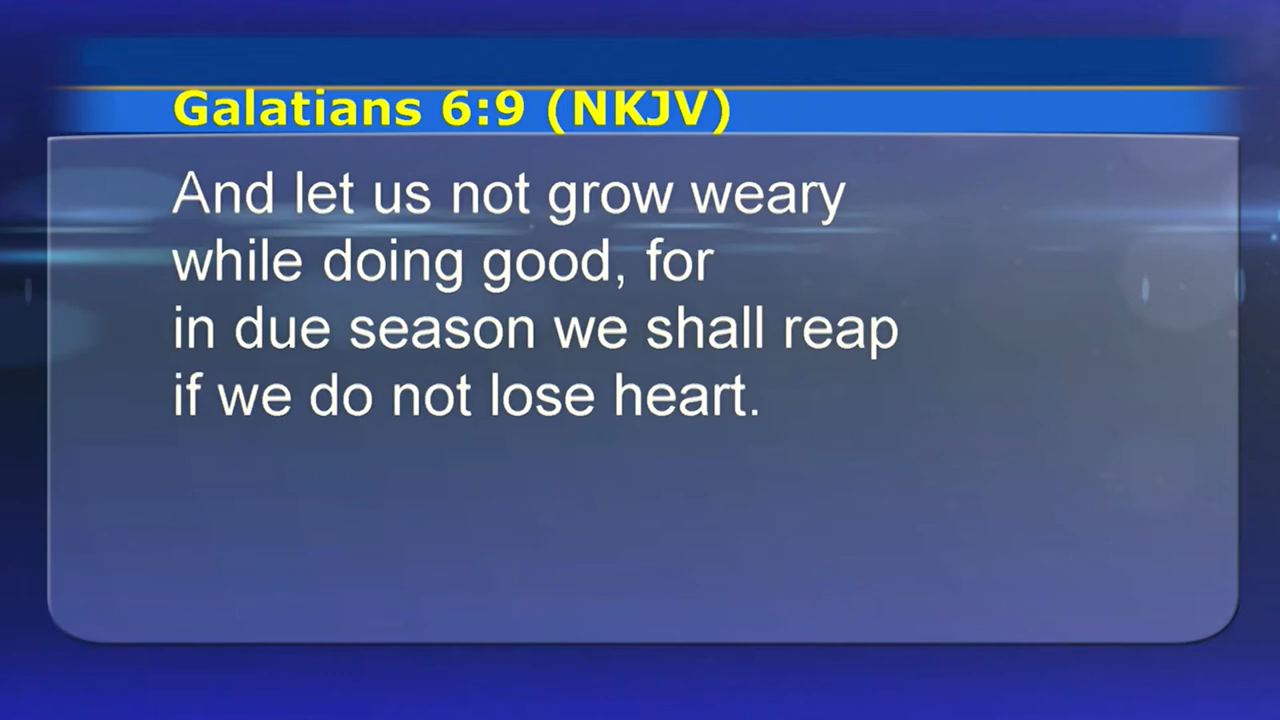 Galatians 6:9 (NKJV)
And let us not grow weary
while doing good, for
in due season we shall reap
if we do not lose heart.